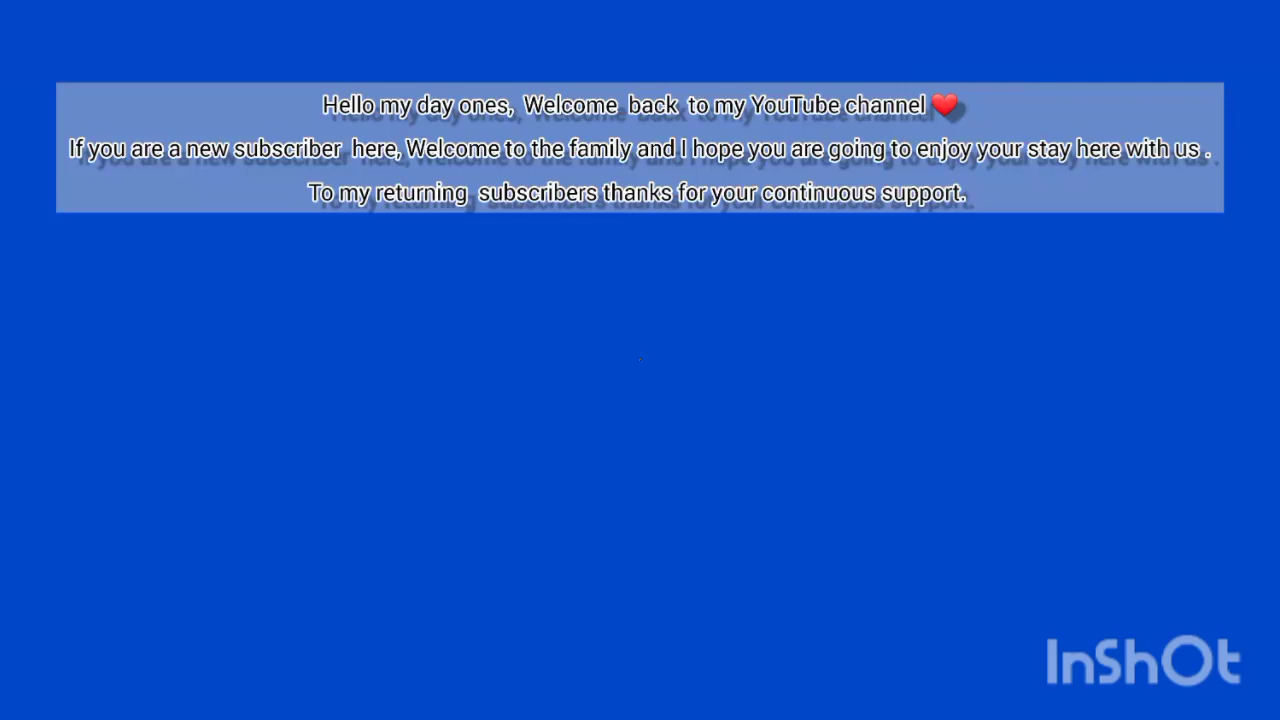 Hello my day ones, Welcome back to my YouTube channel ❤️
If you are a new subscriber here, Welcome to the family and I hope you are going to enjoy your stay here with us .
To my returning subscribers thanks for your continuous support.
InShOt